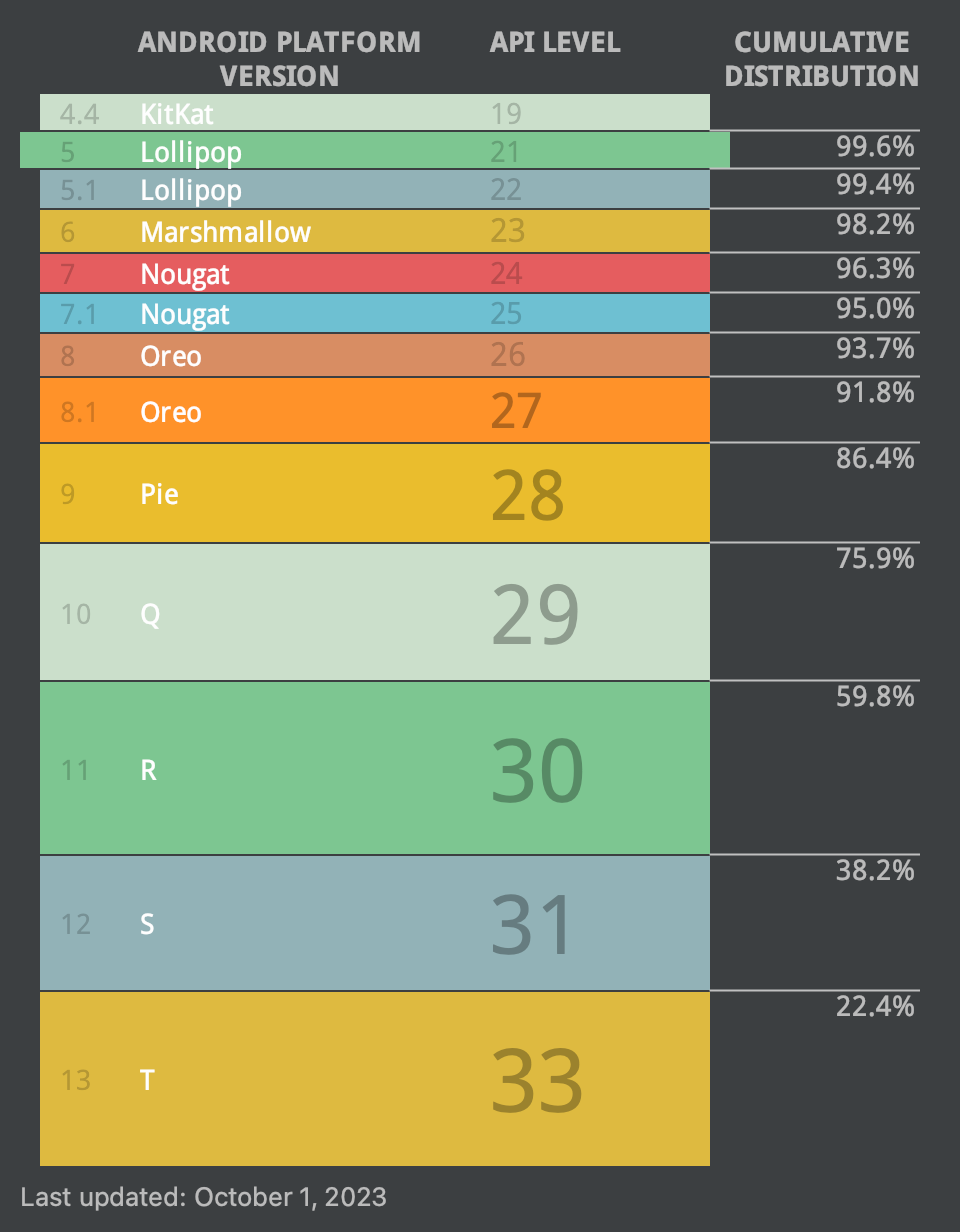 ANDROID PLATFORM VERSION API LEVEL CUMULATIVE DISTRIBUTION
4.4 KitKat 19
5 Lollipop 21 99.6%
5.1 Lollipop 22 99.4%
6 Marshmallow 23 98.2%
7 Nougat 24 96.3%
7.1 Nougat 25 95.0%
8 Oreo 26 93.7%
8.1 Oreo 27 91.8%
9 Pie 28 86.4%
10 Q 29 75.9%
11 R 30 59.8%
12 S 31 38.2%
13 T 33 22.4%
Last updated: October 1, 2023